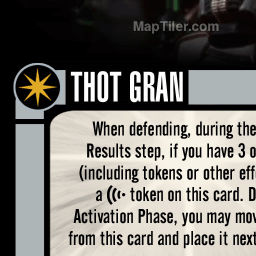 MapTiler.com
THOT GRAN
When defending, during the
Results step, if you have 3 o
(including tokens or other effe
a token on this card. D
Activation Phase, you may mov
from this card and place it next